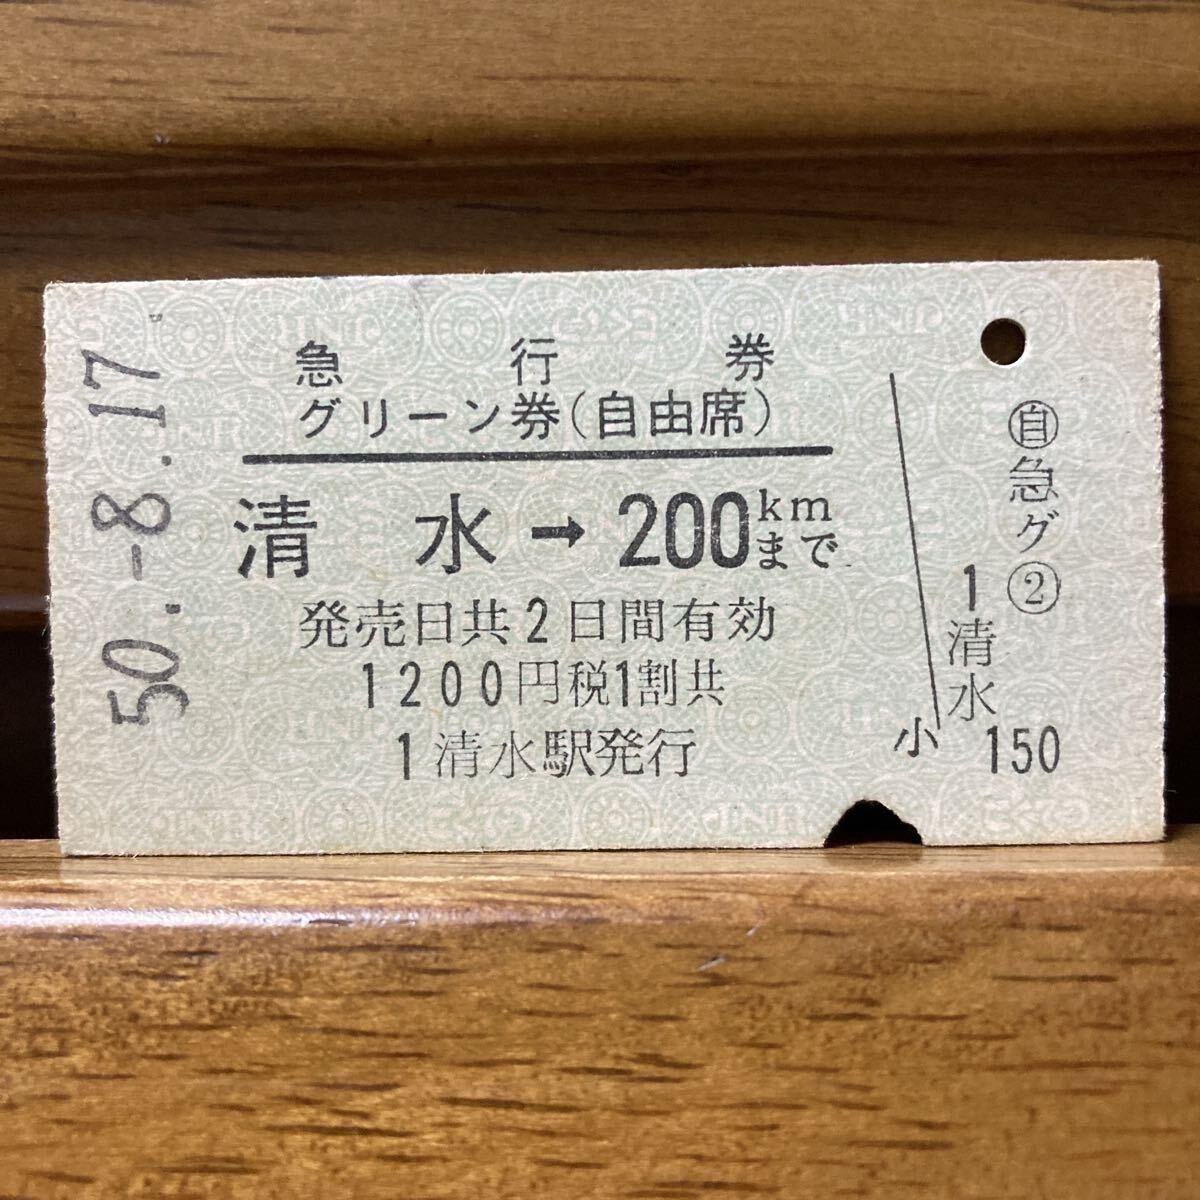 50.-8.17
急行券
グリーン券(自由席)
清水→200kmまで
発売日共2日間有効
1200円税1割共
1清水駅発行
自急グ②
1清水
小 150